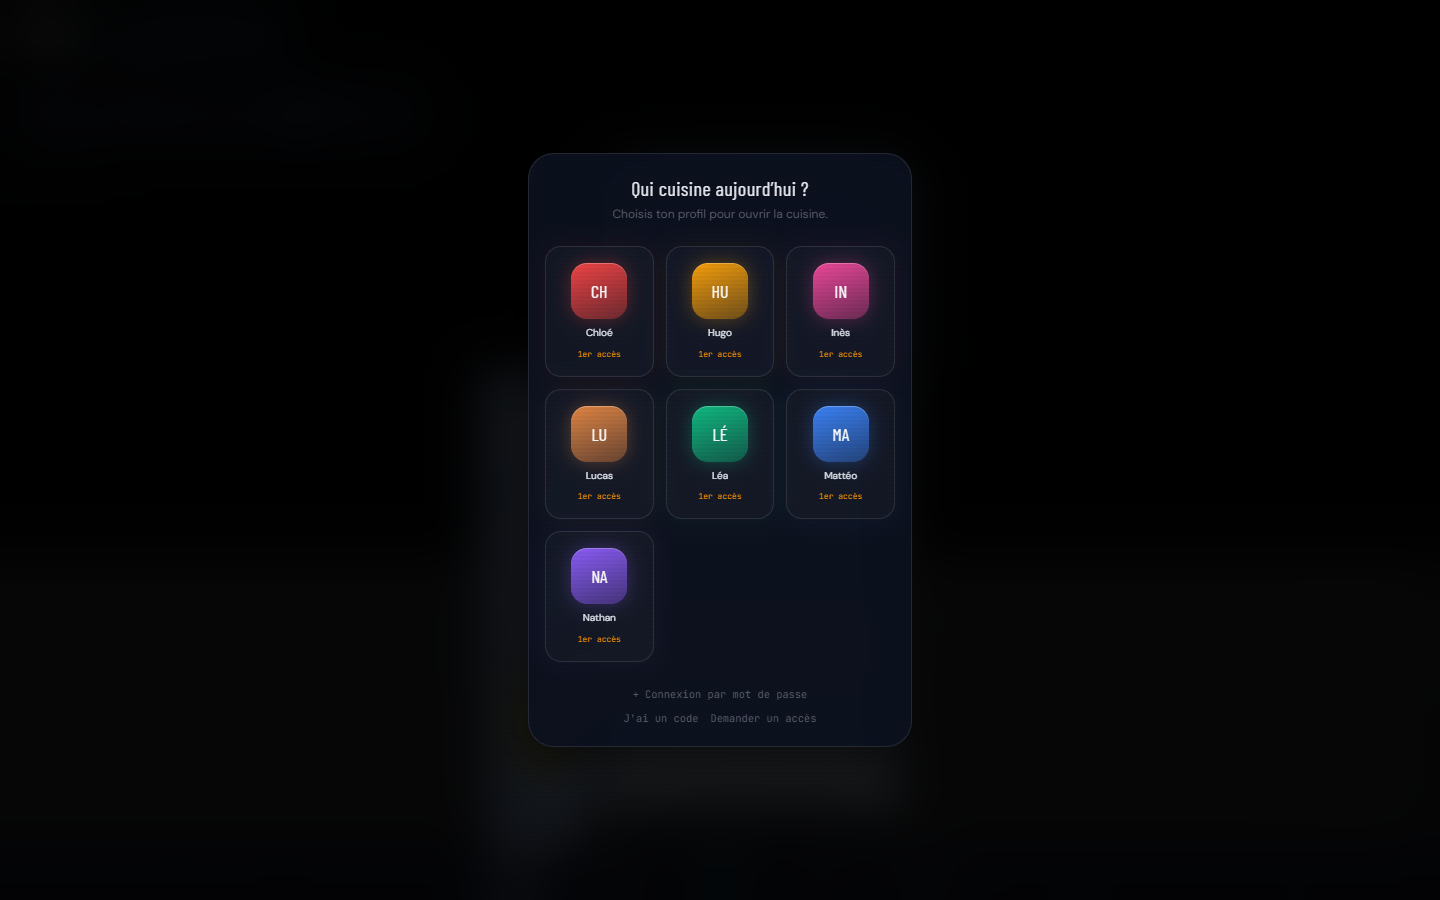 Qui cuisine aujourd’hui ?
Choisis ton profil pour ouvrir la cuisine.
CH
HU
IN
Chloé
Hugo
Inès
1er accès
1er accès
1er accès
LU
LÉ
MA
Lucas
Léa
Mattéo
1er accès
1er accès
1er accès
NA
Nathan
1er accès
+ Connexion par mot de passe
J'ai un code Demander un accès